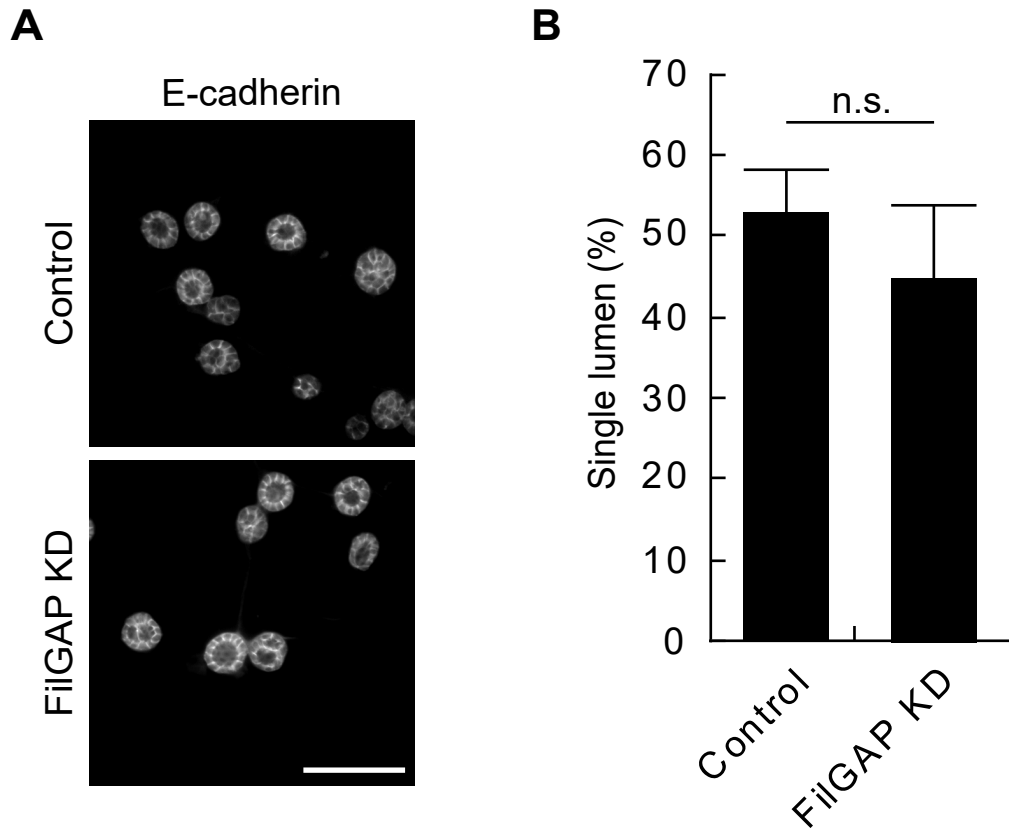 A
E-cadherin
Control
FilGAP KD
B
n.s.
70
60
50
40
30
20
10
0
Single lumen (%)
Control
FilGAP KD